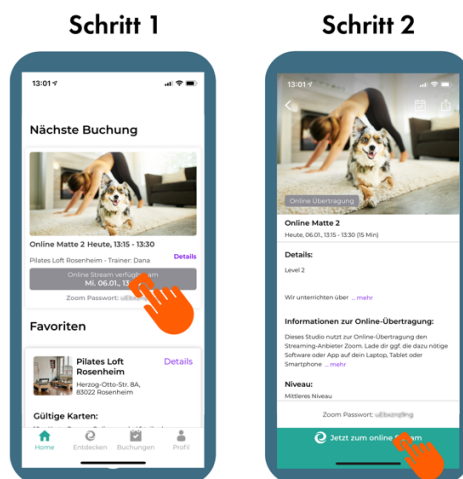 Schritt 1
13:01
Nächste Buchung
Online Matte 2 Heute, 13:15 - 13:30
Pilates Loft Rosenheim - Trainer: Dana
Details
Online Stream verfügbar am
Mi. 06.01.,
Zoom Passwort:
Favoriten
Pilates Loft
Rosenheim
Details
Herzog-Otto-Str. 8A,
83022 Rosenheim
Gültige Karten:
Home
Entdecken
Buchungen
Profil
Schritt 2
13:01
Online Übertragung
Online Matte 2
Heute, 06.01., 13:15 - 13:30 (15 Min)
Details:
Level 2
Wir unterrichten über ... mehr
Informationen zur Online-Übertragung:
Dieses Studio nutzt zur Online-Übertragung den
Streaming-Anbieter Zoom. Lade dir ggf. die dazu nötige
Software oder App auf dein Laptop, Tablet oder
Smartphone ... mehr
Niveau:
Mittleres Niveau
Zoom Passwort:
Jetzt zum online